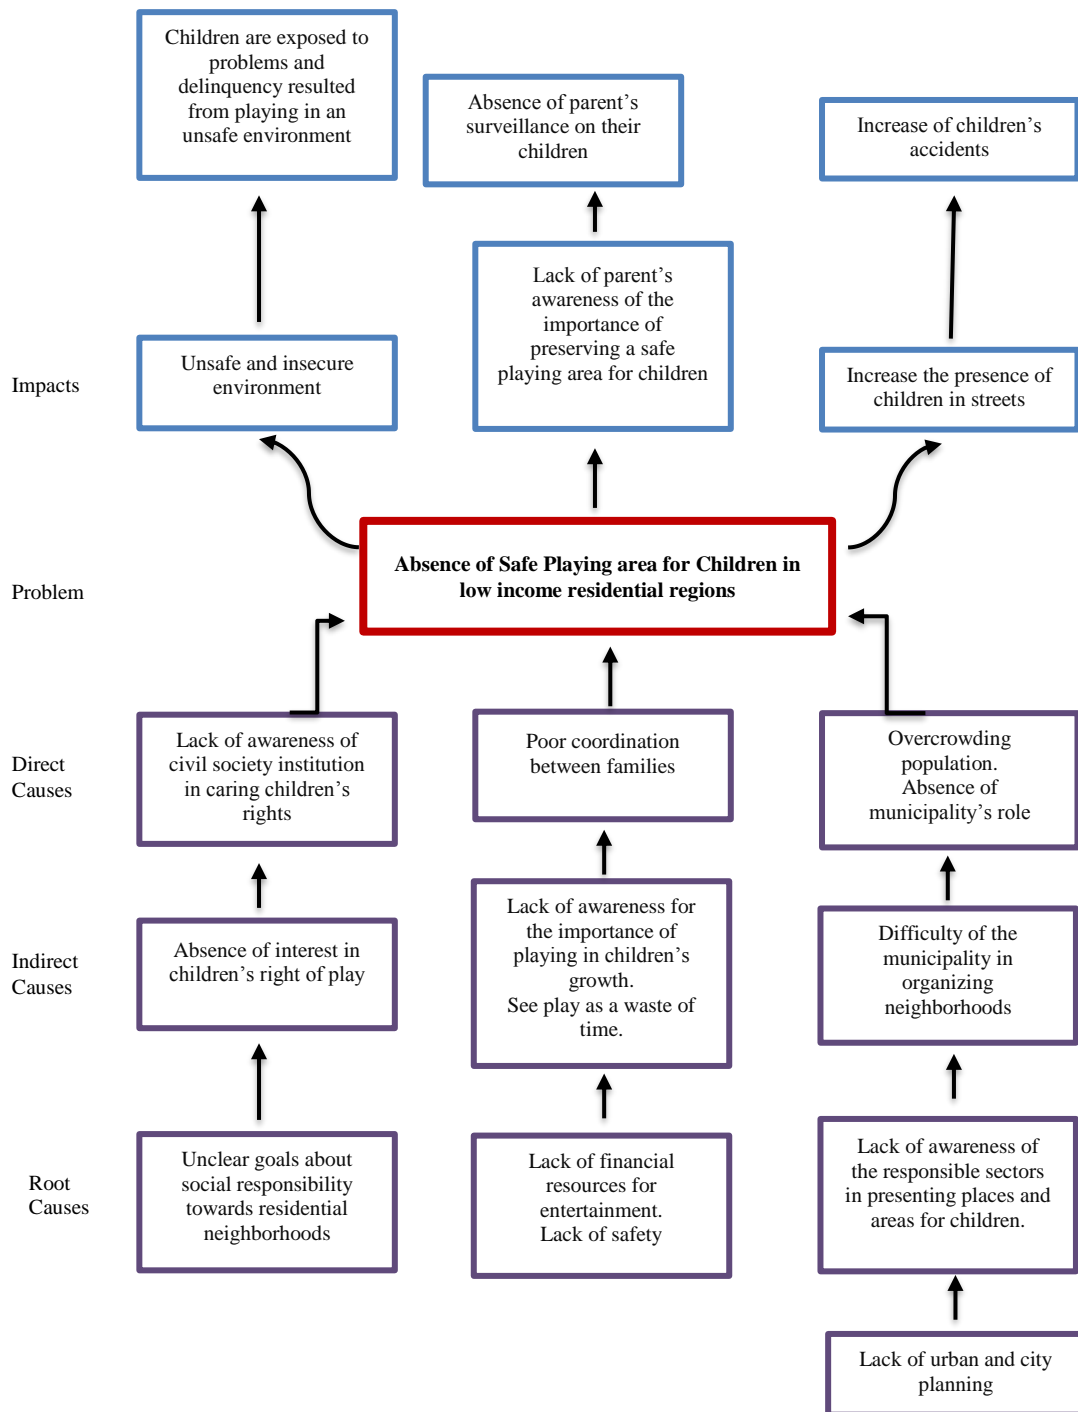 Children are exposed to
problems and
delinquency resulted
from playing in an
unsafe environment
Absence of parent’s
surveillance on their
children
Increase of children’s
accidents
Lack of parent’s
awareness of the
importance of
preserving a safe
playing area for children
Impacts
Unsafe and insecure
environment
Increase the presence of
children in streets
Problem
Absence of Safe Playing area for Children in
low income residential regions
Direct
Causes
Lack of awareness of
civil society institution
in caring children’s
rights
Poor coordination
between families
Overcrowding
population.
Absence of
municipality’s role
Indirect
Causes
Absence of interest in
children’s right of play
Lack of awareness for
the importance of
playing in children’s
growth.
See play as a waste of
time.
Difficulty of the
municipality in
organizing
neighborhoods
Root
Causes
Unclear goals about
social responsibility
towards residential
neighborhoods
Lack of financial
resources for
entertainment.
Lack of safety
Lack of awareness of
the responsible sectors
in presenting places and
areas for children.
Lack of urban and city
planning